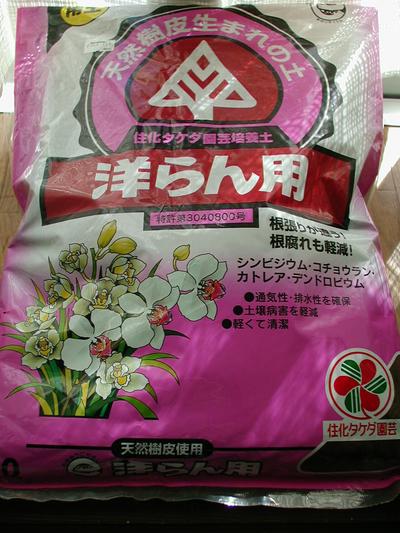 天然樹皮生まれの土
住化タケダ園芸培養土
洋らん用
特許第3040800号
根張りが違う!
根腐れも軽減!
シンビジウム・コチョウラン・
カトレア・デンドロビウム
●通気性・排水性を確保
●土壌病害を軽減
●軽くて清潔
住化タケダ園芸
天然樹皮使用
洋らん用